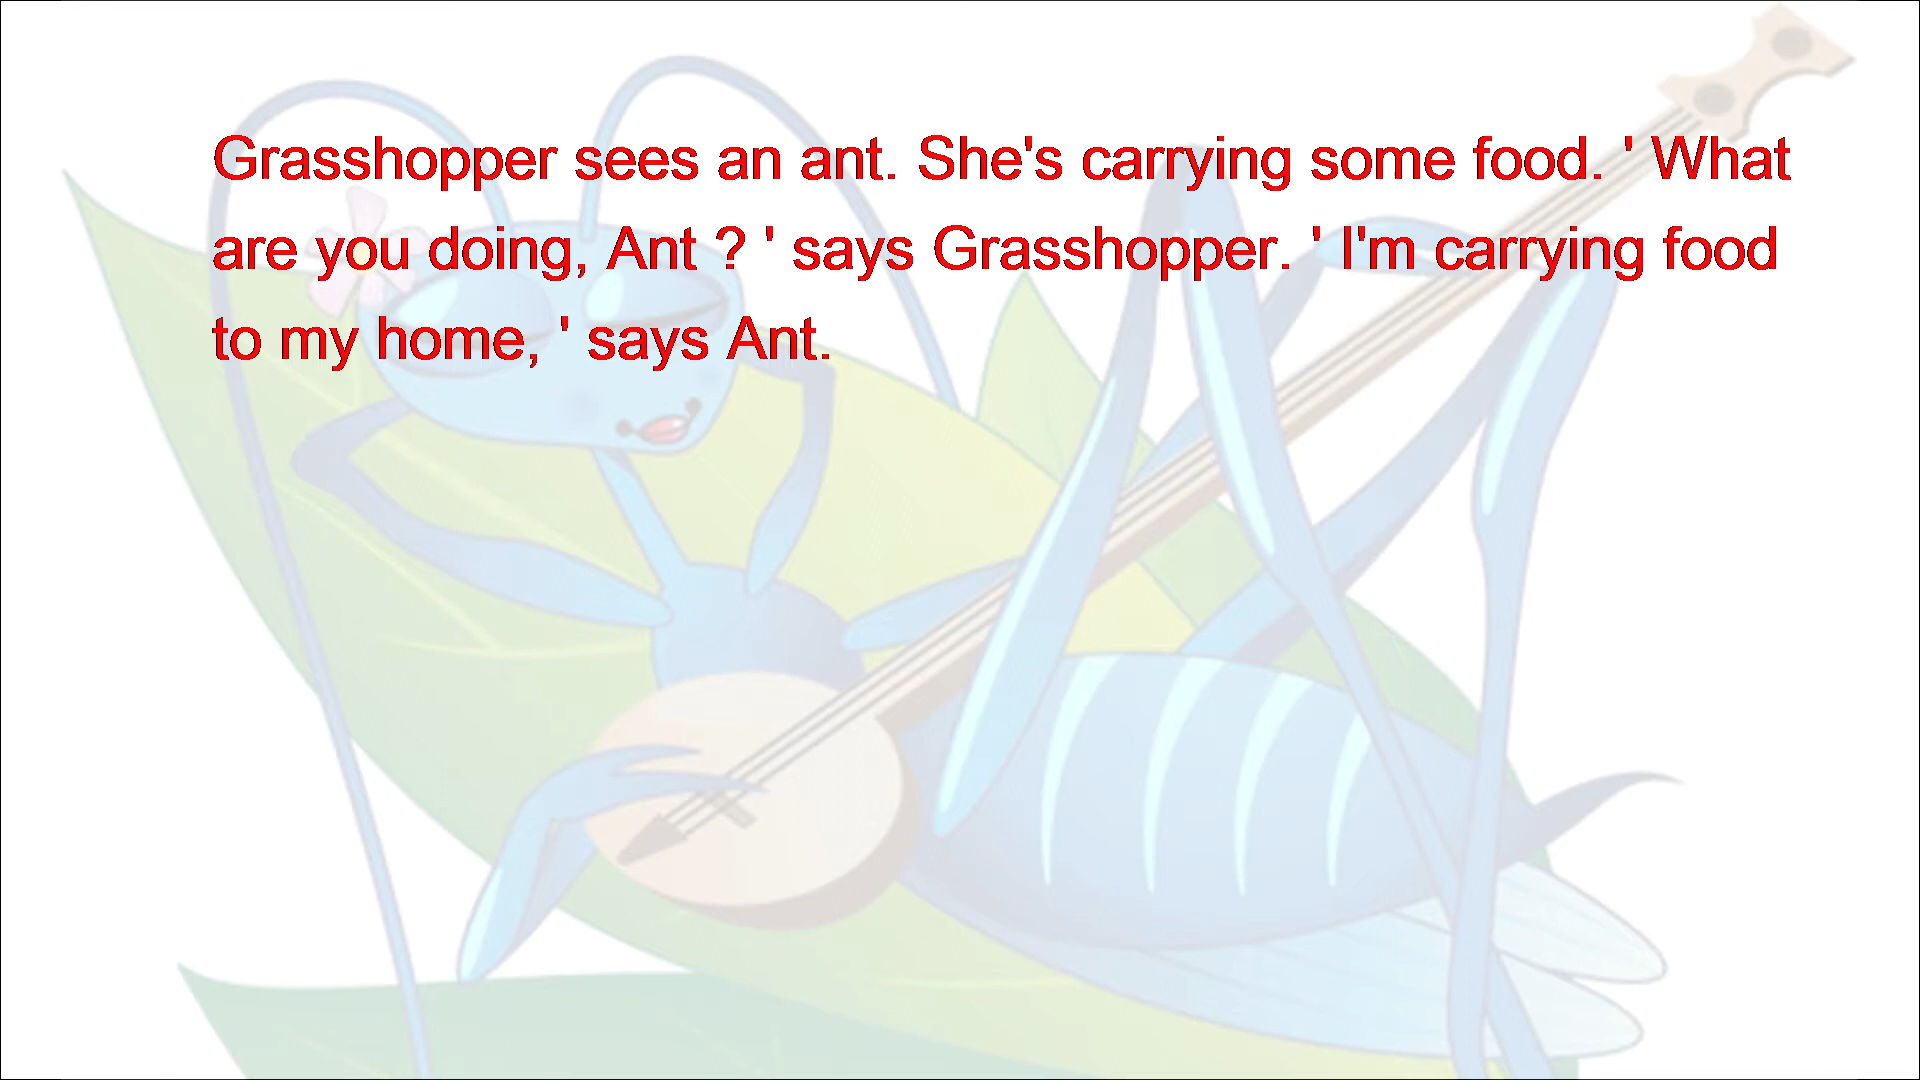 Grasshopper sees an ant. She's carrying some food. ' What
are you doing, Ant ? ' says Grasshopper. ' I'm carrying food
to my home, ' says Ant.